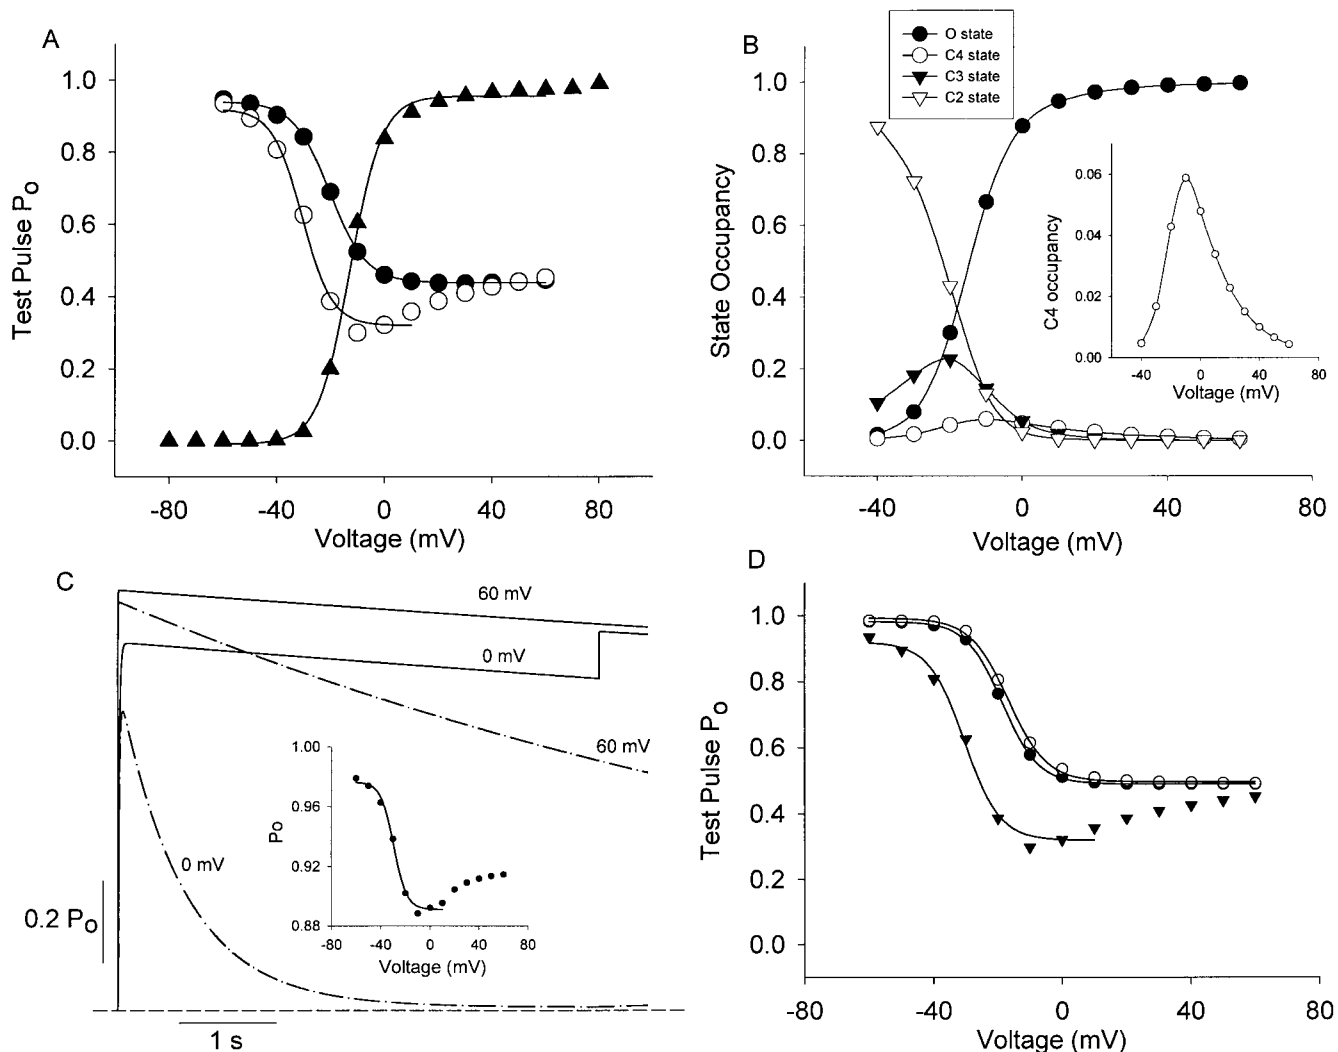 A
1.0
0.8
0.6
0.4
0.2
0.0
Test Pulse Po
-80 -40 0 40 80
Voltage (mV)
B
O state
C4 state
C3 state
C2 state
1.0
0.8
0.6
0.4
0.2
0.0
State Occupancy
-40 0 40 80
Voltage (mV)
0.06
0.04
0.02
0.00
C4 occupancy
-40 0 40 80
Voltage (mV)
C
60 mV
0 mV
60 mV
0 mV
0.2 Po
1 s
1.00
0.96
0.92
0.88
Po
-80 -40 0 40 80
Voltage (mV)
D
1.0
0.8
0.6
0.4
0.2
0.0
Test Pulse Po
-80 -40 0 40 80
Voltage (mV)